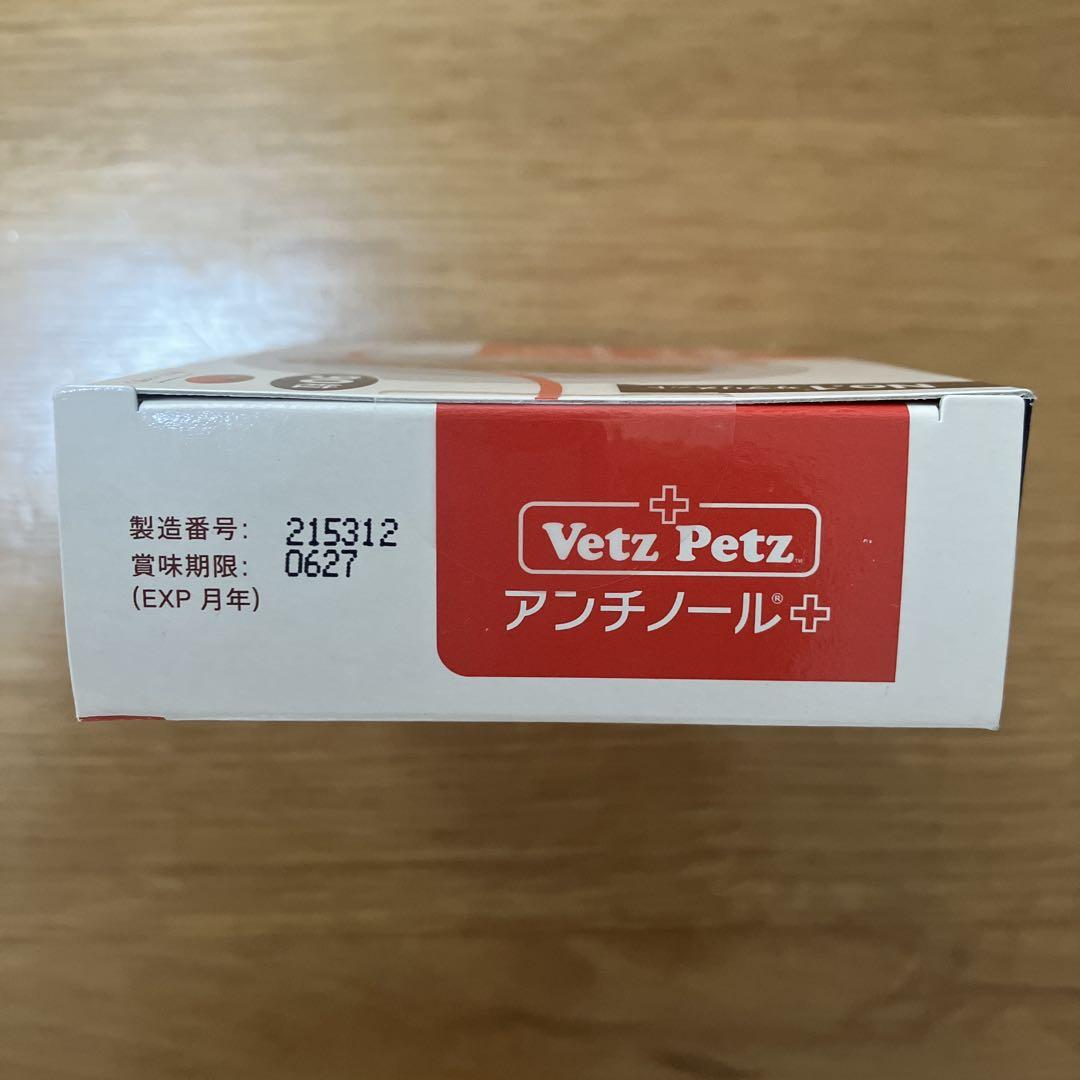 製造番号: 215312
賞味期限: 0627
(EXP 月年)
Vetz Petz™
アンチノール®